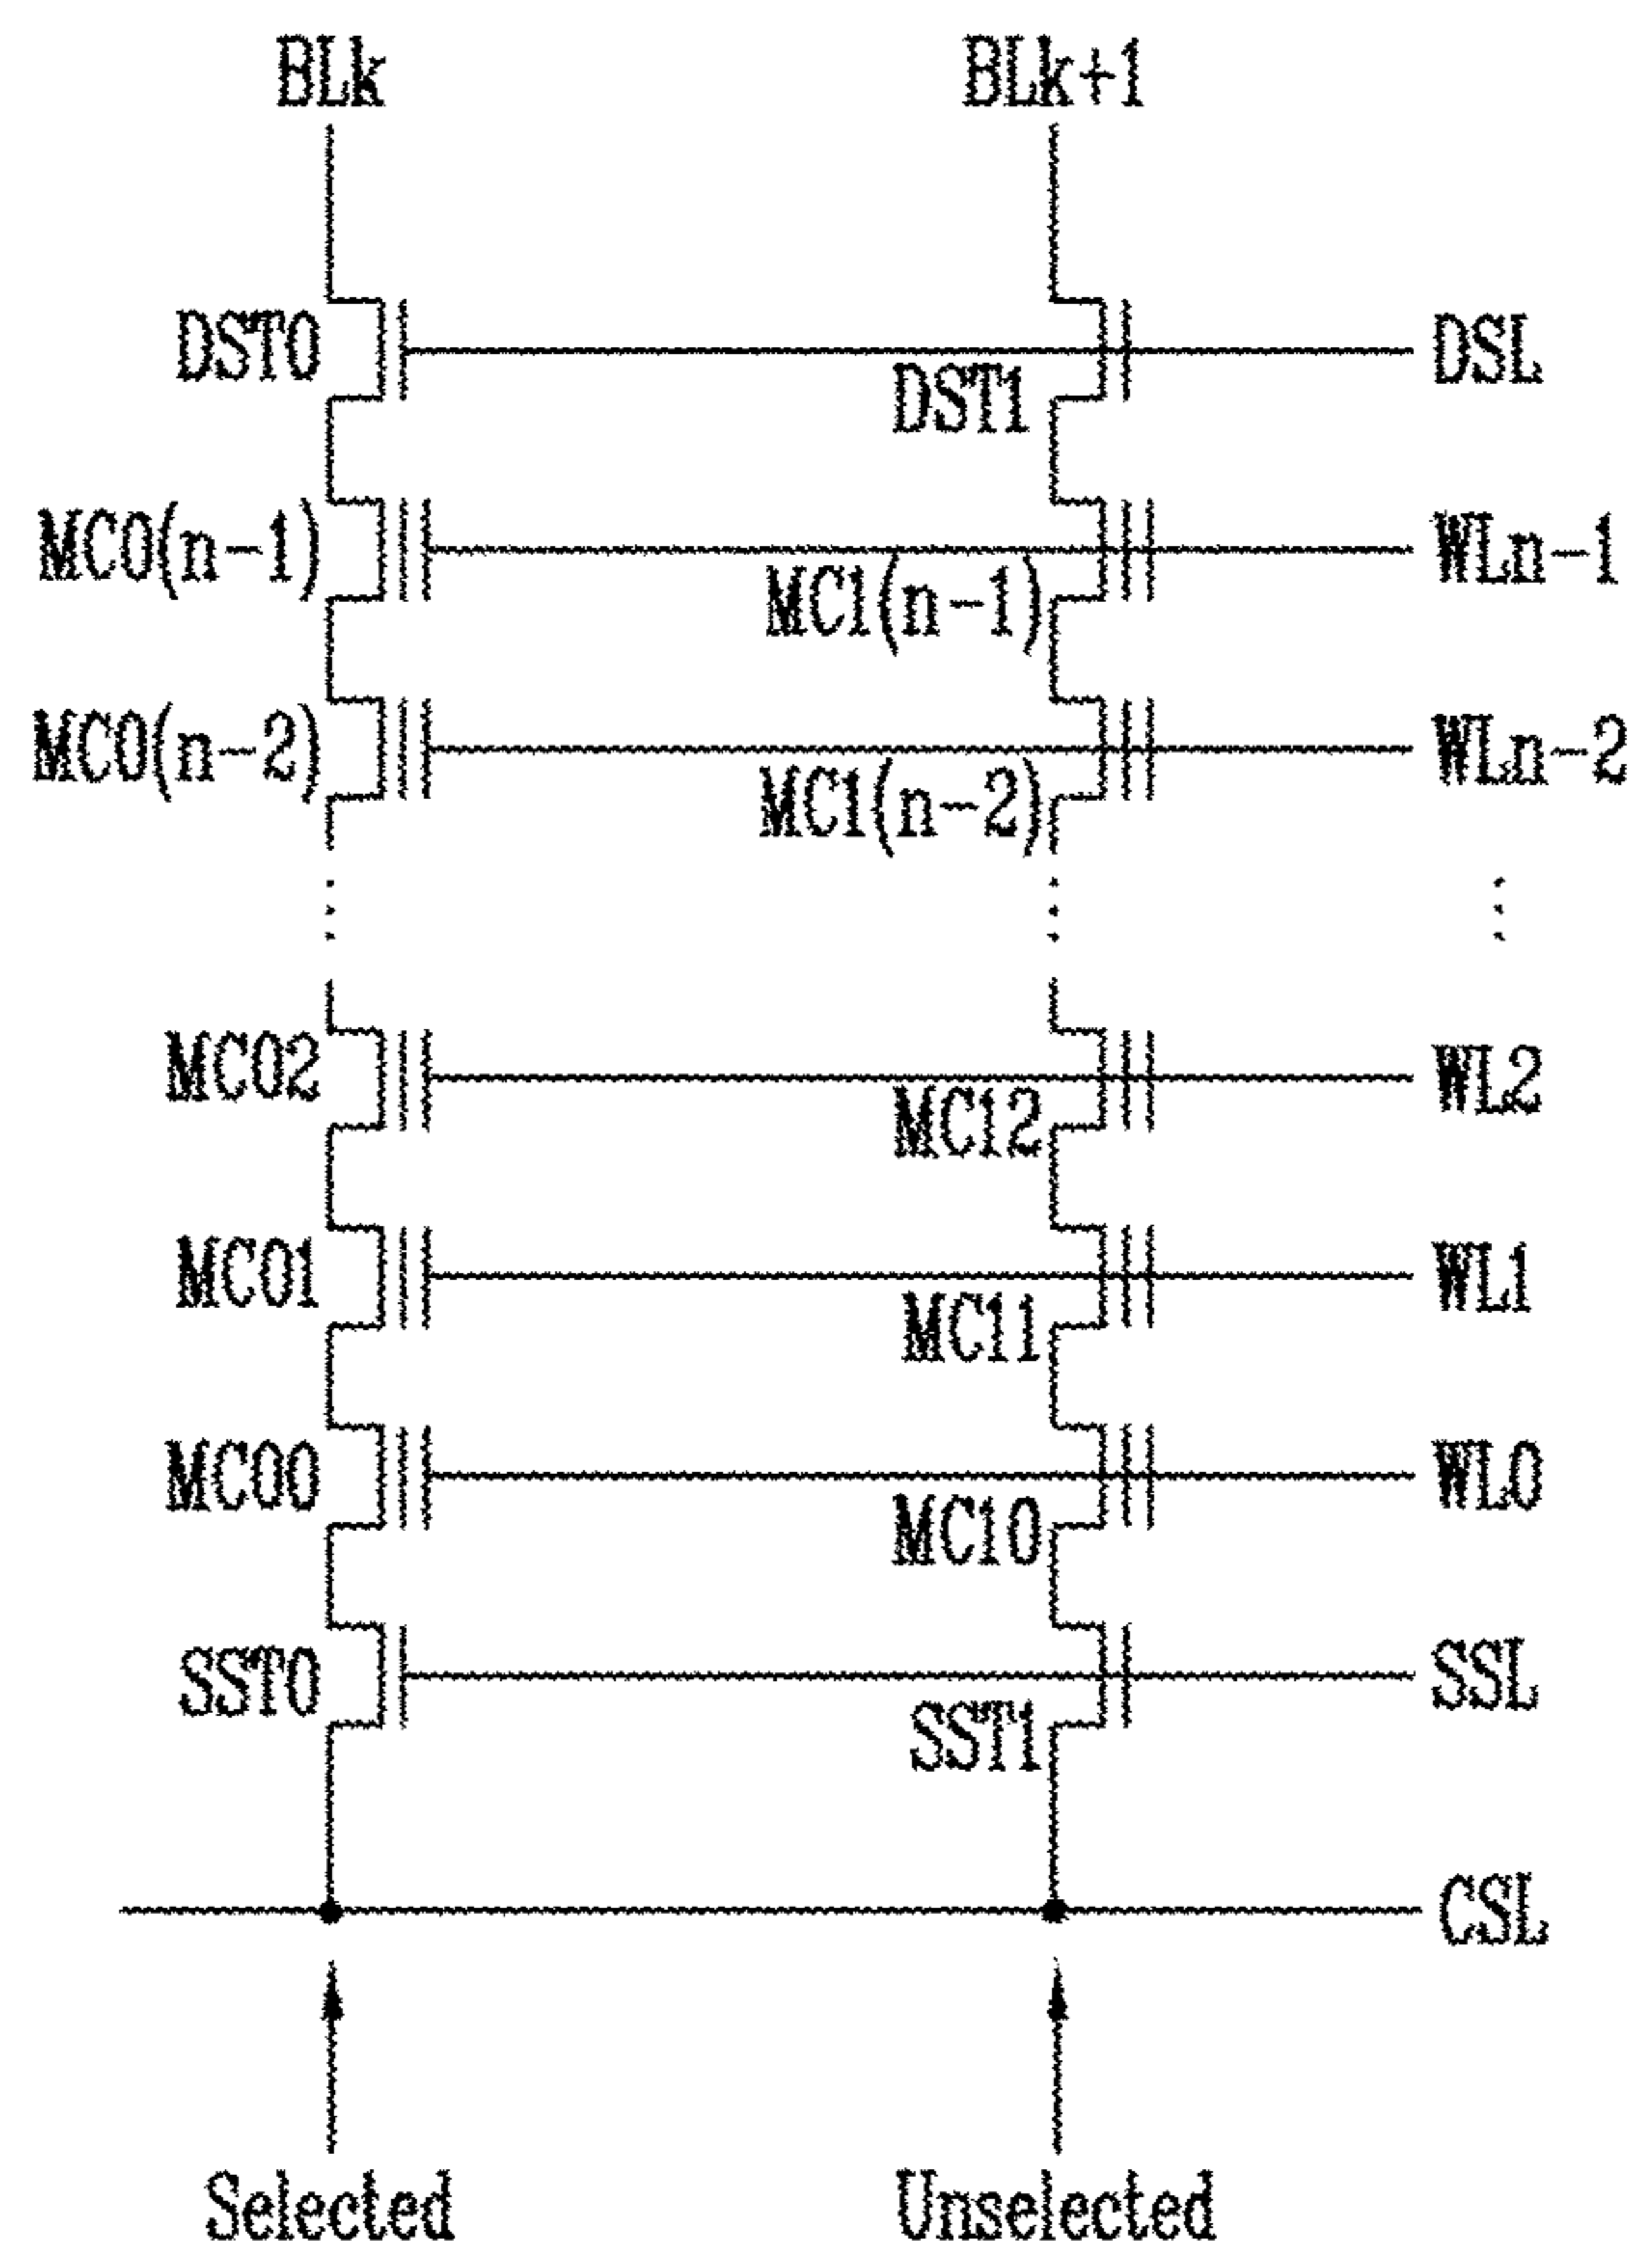 BLk BLk+1
DST0 DSL
DST1
MC0(n-1) WLn-1
MC1(n-1)
MC0(n-2) WLn-2
MC1(n-2)
MC02 WL2
MC12
MC01 WL1
MC11
MC00 WL0
MC10
SST0 SSL
SST1
CSL
Selected Unselected